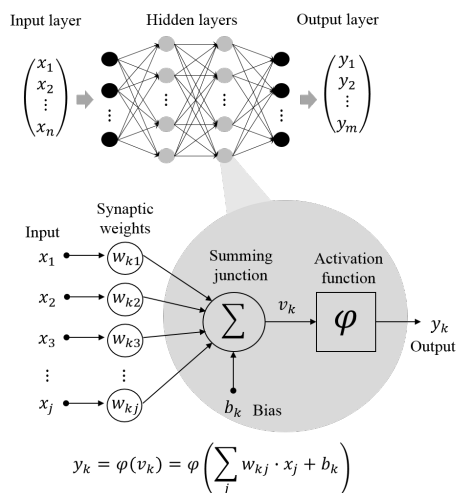 Input layer Hidden layers Output layer
x₁ y₁
x₂ y₂
⋮ ⋮ ⋮ ⋮ ⋮ ⋮
xₙ yₘ
Synaptic
weights
Input
x₁ wₖ₁
Summing
junction
Activation
function
x₂ wₖ₂
x₃ wₖ₃
∑ vₖ φ yₖ
Output
⋮ ⋮
xⱼ wₖⱼ
bₖ Bias
yₖ = φ(vₖ) = φ(∑ⱼ wₖⱼ · xⱼ + bₖ)